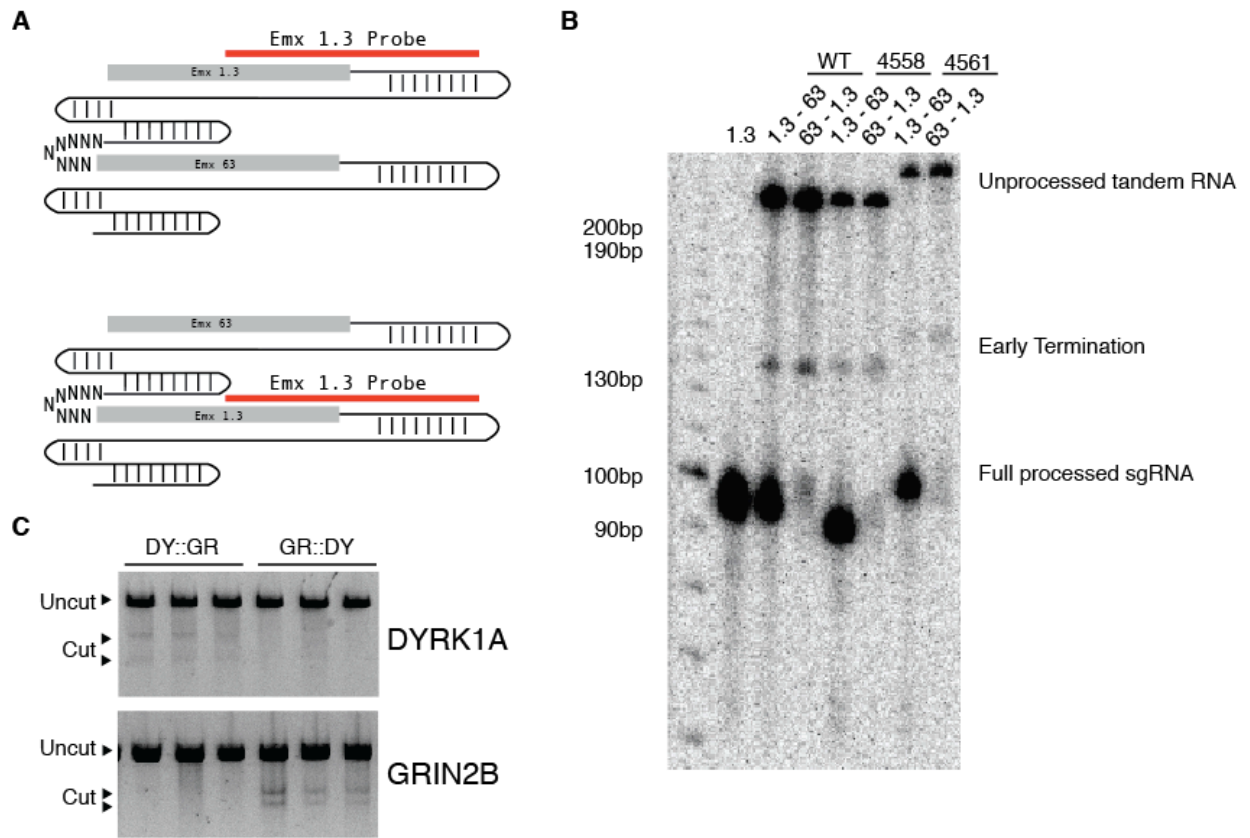 A
Emx 1.3 Probe
Emx 1.3
NNNNN
NNNN
Emx 63
Emx 63
Emx 1.3 Probe
NNNNN
NNNN
Emx 1.3
B
WT 4558 4561
1.3 1.3 - 63 63 - 1.3 1.3 - 63 63 - 1.3 1.3 - 63 63 - 1.3
Unprocessed tandem RNA
200bp
190bp
Early Termination
130bp
Full processed sgRNA
100bp
90bp
C
DY::GR GR::DY
Uncut
Cut
DYRK1A
Uncut
Cut
GRIN2B